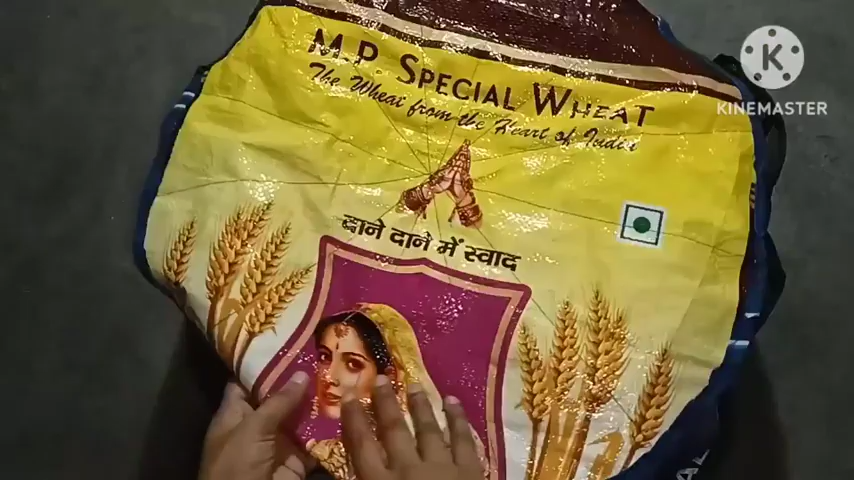 M.P. SPECIAL WHEAT
The Wheat from the Heart of India
दाने दाने में स्वाद
K
KINEMASTER